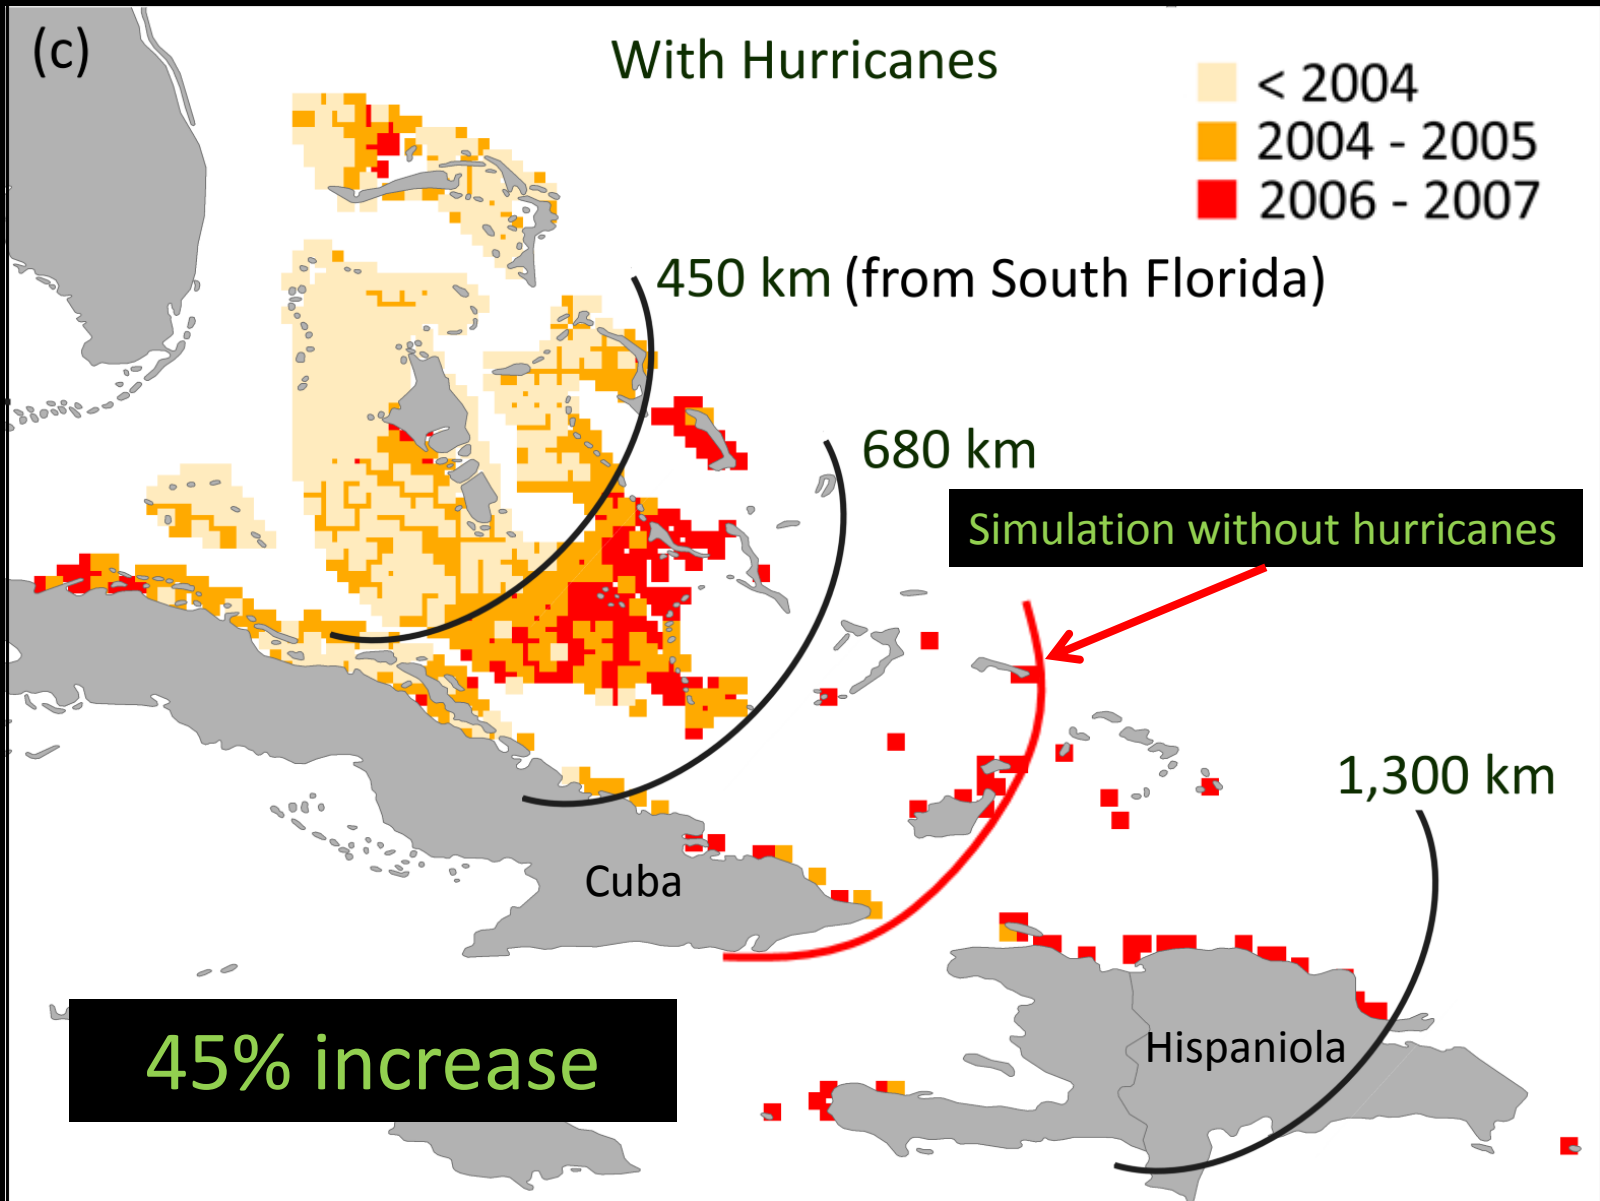 (c)
With Hurricanes
< 2004
2004 - 2005
2006 - 2007
450 km (from South Florida)
680 km
Simulation without hurricanes
1,300 km
Cuba
Hispaniola
45% increase